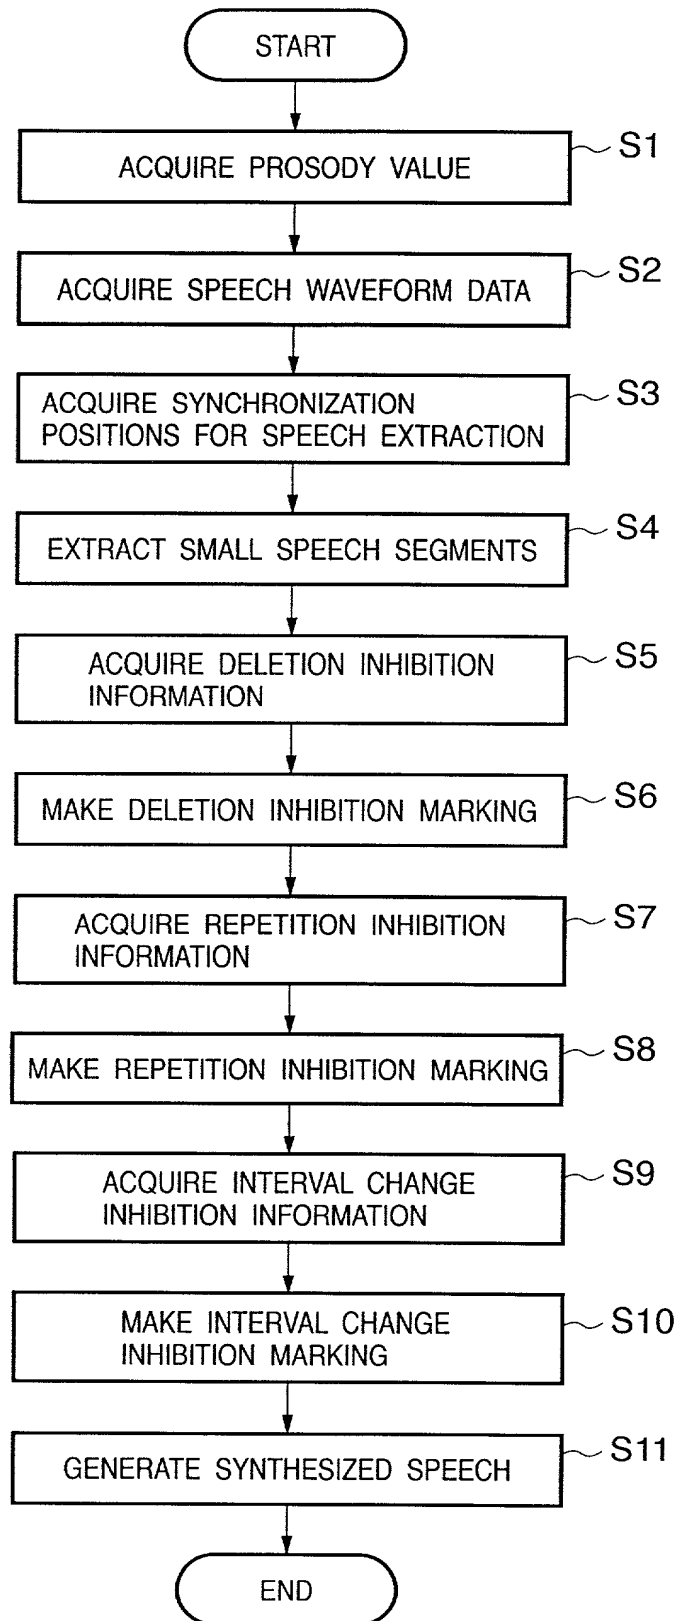 START
ACQUIRE PROSODY VALUE
S1
ACQUIRE SPEECH WAVEFORM DATA
S2
ACQUIRE SYNCHRONIZATION
POSITIONS FOR SPEECH EXTRACTION
S3
EXTRACT SMALL SPEECH SEGMENTS
S4
ACQUIRE DELETION INHIBITION
INFORMATION
S5
MAKE DELETION INHIBITION MARKING
S6
ACQUIRE REPETITION INHIBITION
INFORMATION
S7
MAKE REPETITION INHIBITION MARKING
S8
ACQUIRE INTERVAL CHANGE
INHIBITION INFORMATION
S9
MAKE INTERVAL CHANGE
INHIBITION MARKING
S10
GENERATE SYNTHESIZED SPEECH
S11
END